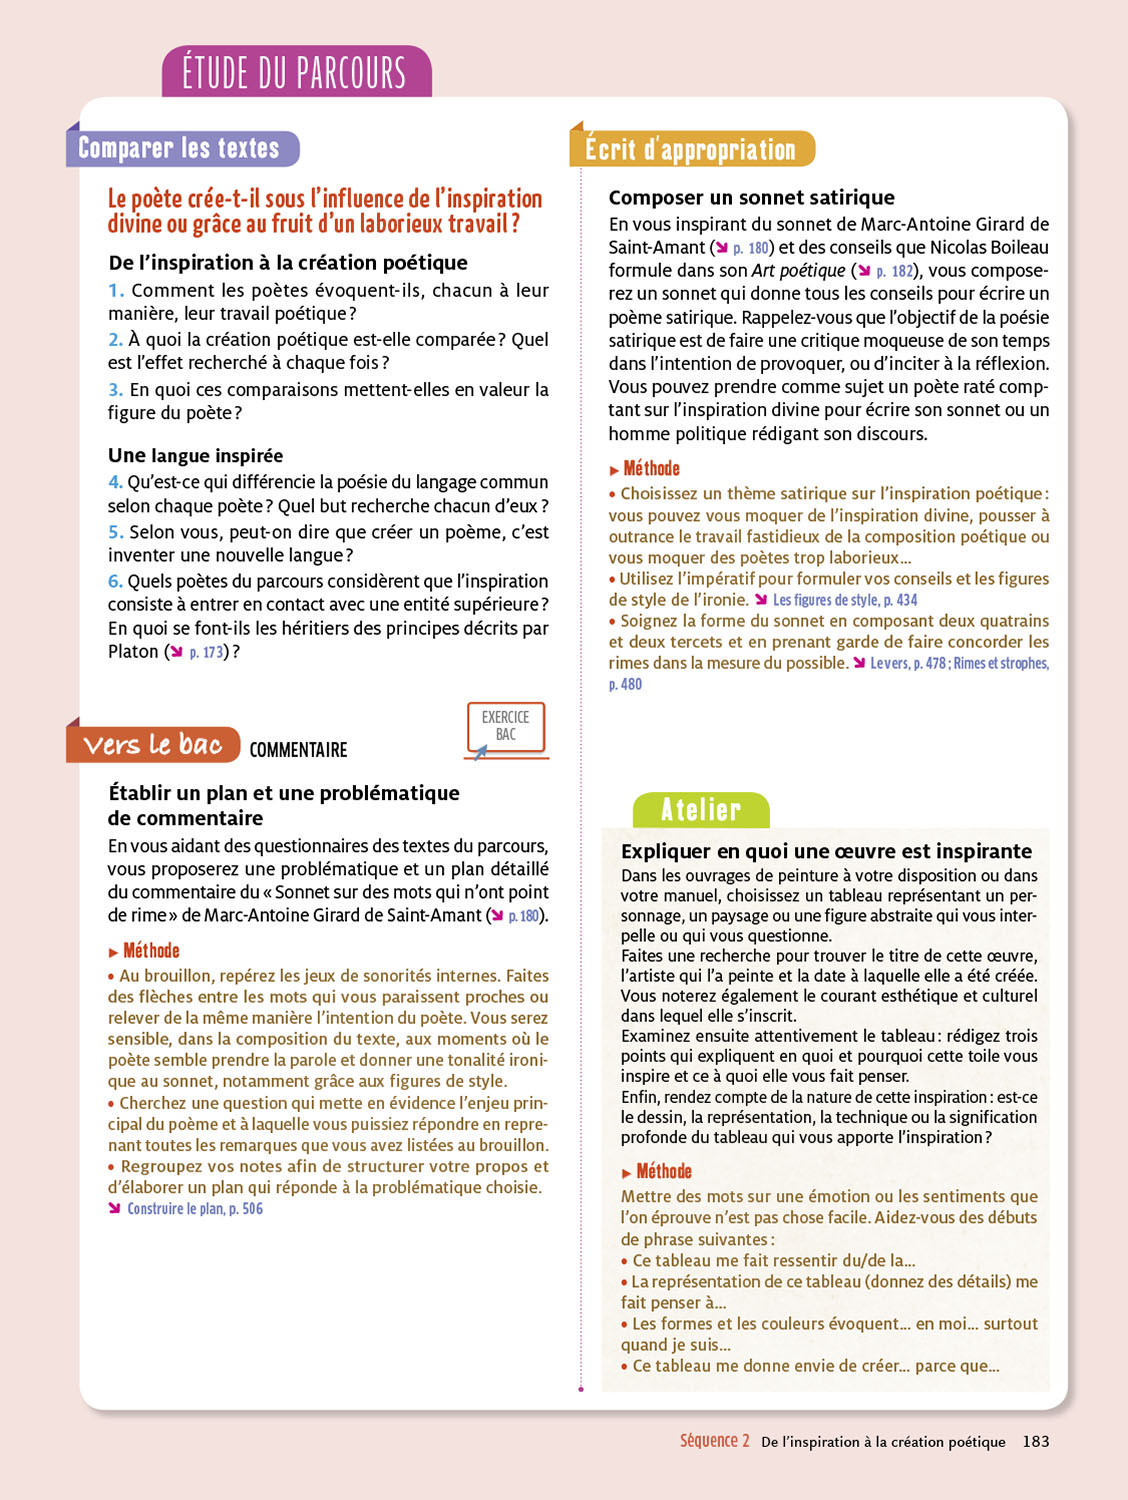 ÉTUDE DU PARCOURS
Comparer les textes
Le poète crée-t-il sous l'influence de l'inspiration
divine ou grâce au fruit d'un laborieux travail ?
De l'inspiration à la création poétique
1. Comment les poètes évoquent-ils, chacun à leur
manière, leur travail poétique ?
2. À quoi la création poétique est-elle comparée ? Quel
est l'effet recherché à chaque fois ?
3. En quoi ces comparaisons mettent-elles en valeur la
figure du poète ?
Une langue inspirée
4. Qu'est-ce qui différencie la poésie du langage commun
selon chaque poète ? Quel but recherche chacun d'eux ?
5. Selon vous, peut-on dire que créer un poème, c'est
inventer une nouvelle langue ?
6. Quels poètes du parcours considèrent que l'inspiration
consiste à entrer en contact avec une entité supérieure ?
En quoi se font-ils les héritiers des principes décrits par
Platon (➘ p. 173) ?
Vers le bac COMMENTAIRE
EXERCICE
BAC
Établir un plan et une problématique
de commentaire
En vous aidant des questionnaires des textes du parcours,
vous proposerez une problématique et un plan détaillé
du commentaire du « Sonnet sur des mots qui n'ont point
de rime » de Marc-Antoine Girard de Saint-Amant (➘ p. 180).
► Méthode
• Au brouillon, repérez les jeux de sonorités internes. Faites
des flèches entre les mots qui vous paraissent proches ou
relever de la même manière l'intention du poète. Vous serez
sensible, dans la composition du texte, aux moments où le
poète semble prendre la parole et donner une tonalité ironi-
que au sonnet, notamment grâce aux figures de style.
• Cherchez une question qui mette en évidence l'enjeu prin-
cipal du poème et à laquelle vous puissiez répondre en repre-
nant toutes les remarques que vous avez listées au brouillon.
• Regroupez vos notes afin de structurer votre propos et
d'élaborer un plan qui réponde à la problématique choisie.
➘ Construire le plan, p. 506
Écrit d'appropriation
Composer un sonnet satirique
En vous inspirant du sonnet de Marc-Antoine Girard de
Saint-Amant (➘ p. 180) et des conseils que Nicolas Boileau
formule dans son Art poétique (➘ p. 182), vous compose-
rez un sonnet qui donne tous les conseils pour écrire un
poème satirique. Rappelez-vous que l'objectif de la poésie
satirique est de faire une critique moqueuse de son temps
dans l'intention de provoquer, ou d'inciter à la réflexion.
Vous pouvez prendre comme sujet un poète raté comp-
tant sur l'inspiration divine pour écrire son sonnet ou un
homme politique rédigant son discours.
► Méthode
• Choisissez un thème satirique sur l'inspiration poétique :
vous pouvez vous moquer de l'inspiration divine, pousser à
outrance le travail fastidieux de la composition poétique ou
vous moquer des poètes trop laborieux...
• Utilisez l'impératif pour formuler vos conseils et les figures
de style de l'ironie. ➘ Les figures de style, p. 434
• Soignez la forme du sonnet en composant deux quatrains
et deux tercets et en prenant garde de faire concorder les
rimes dans la mesure du possible. ➘ Le vers, p. 478 ; Rimes et strophes,
p. 480
Atelier
Expliquer en quoi une œuvre est inspirante
Dans les ouvrages de peinture à votre disposition ou dans
votre manuel, choisissez un tableau représentant un per-
sonnage, un paysage ou une figure abstraite qui vous inter-
pelle ou qui vous questionne.
Faites une recherche pour trouver le titre de cette œuvre,
l'artiste qui l'a peinte et la date à laquelle elle a été créée.
Vous noterez également le courant esthétique et culturel
dans lequel elle s'inscrit.
Examinez ensuite attentivement le tableau : rédigez trois
points qui expliquent en quoi et pourquoi cette toile vous
inspire et ce à quoi elle vous fait penser.
Enfin, rendez compte de la nature de cette inspiration : est-ce
le dessin, la représentation, la technique ou la signification
profonde du tableau qui vous apporte l'inspiration ?
► Méthode
Mettre des mots sur une émotion ou les sentiments que
l'on éprouve n'est pas chose facile. Aidez-vous des débuts
de phrase suivantes :
• Ce tableau me fait ressentir du/de la...
• La représentation de ce tableau (donnez des détails) me
fait penser à...
• Les formes et les couleurs évoquent... en moi... surtout
quand je suis...
• Ce tableau me donne envie de créer... parce que...
Séquence 2 De l'inspiration à la création poétique 183